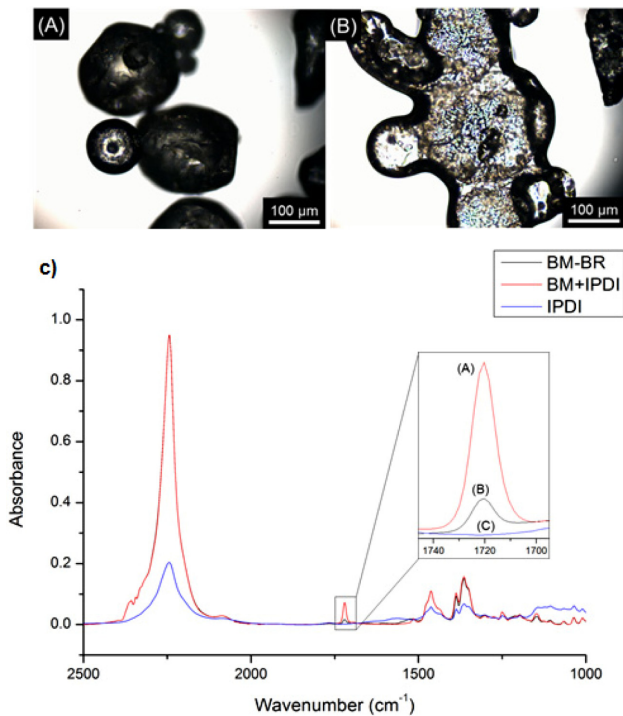 (A)
(B)
100 µm
100 µm
c)
BM-BR
BM+IPDI
IPDI
1.0
0.8
0.6
0.4
0.2
0.0
Absorbance
(A)
(B)
(C)
1740 1720 1700
2500 2000 1500 1000
Wavenumber (cm⁻¹)